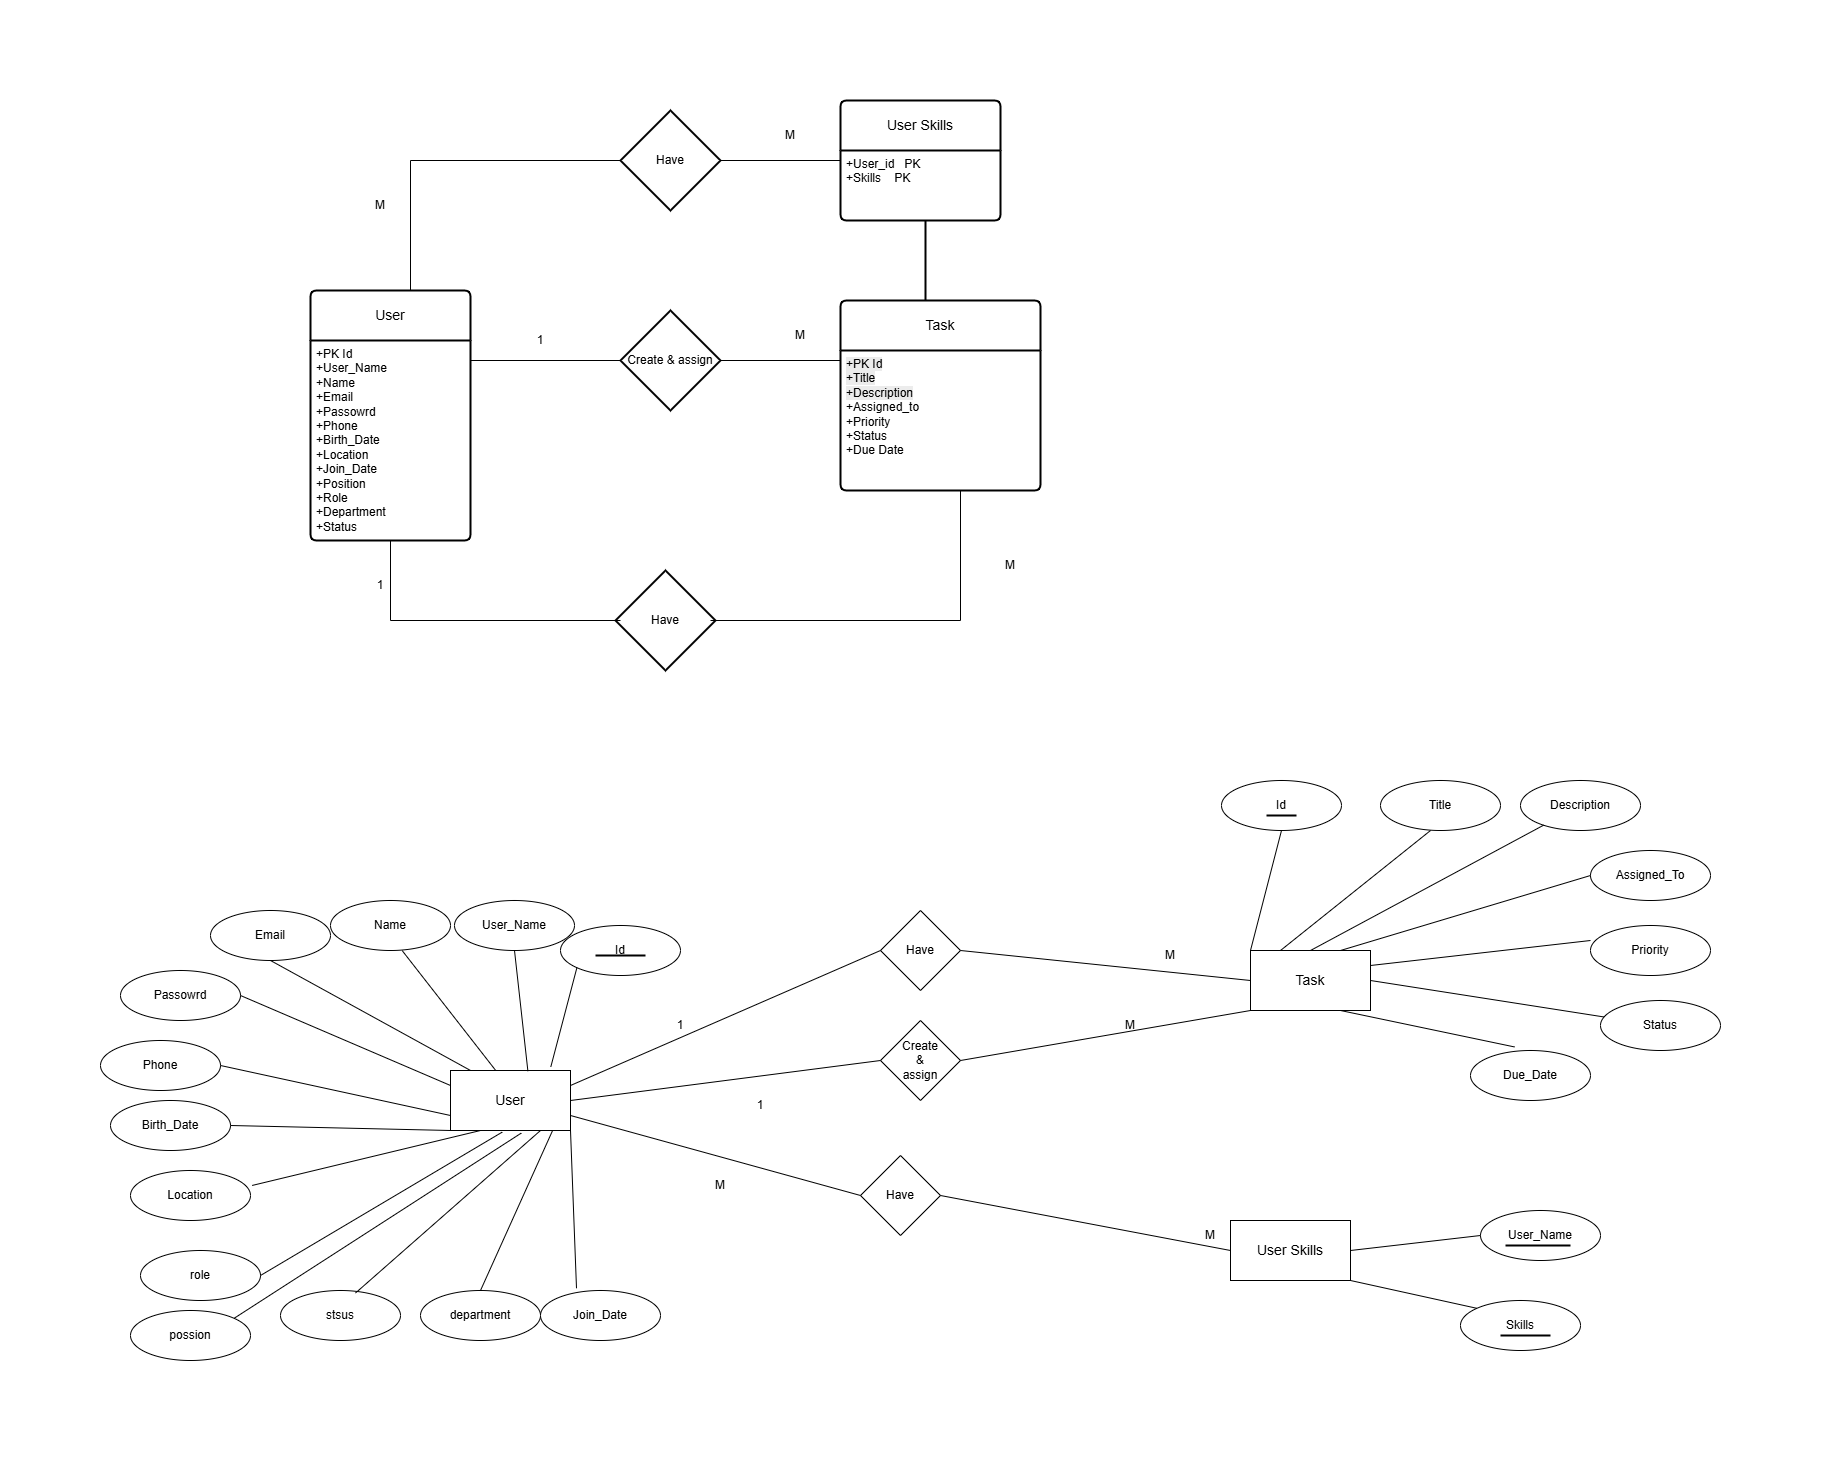 User Skills
+User_id PK
+Skills PK
Have
M
M
User
+PK Id
+User_Name
+Name
+Email
+Passowrd
+Phone
+Birth_Date
+Location
+Join_Date
+Position
+Role
+Department
+Status
1
Create & assign
M
Task
+PK Id
+Title
+Description
+Assigned_to
+Priority
+Status
+Due Date
1
Have
M
Id
Title
Description
Assigned_To
Priority
Status
Due_Date
Task
Email
Name
User_Name
Id
Passowrd
Phone
Birth_Date
Location
role
possion
stsus
department
Join_Date
User
Have
1
M
Create
&
assign
1
M
Have
M
M
User Skills
User_Name
Skills